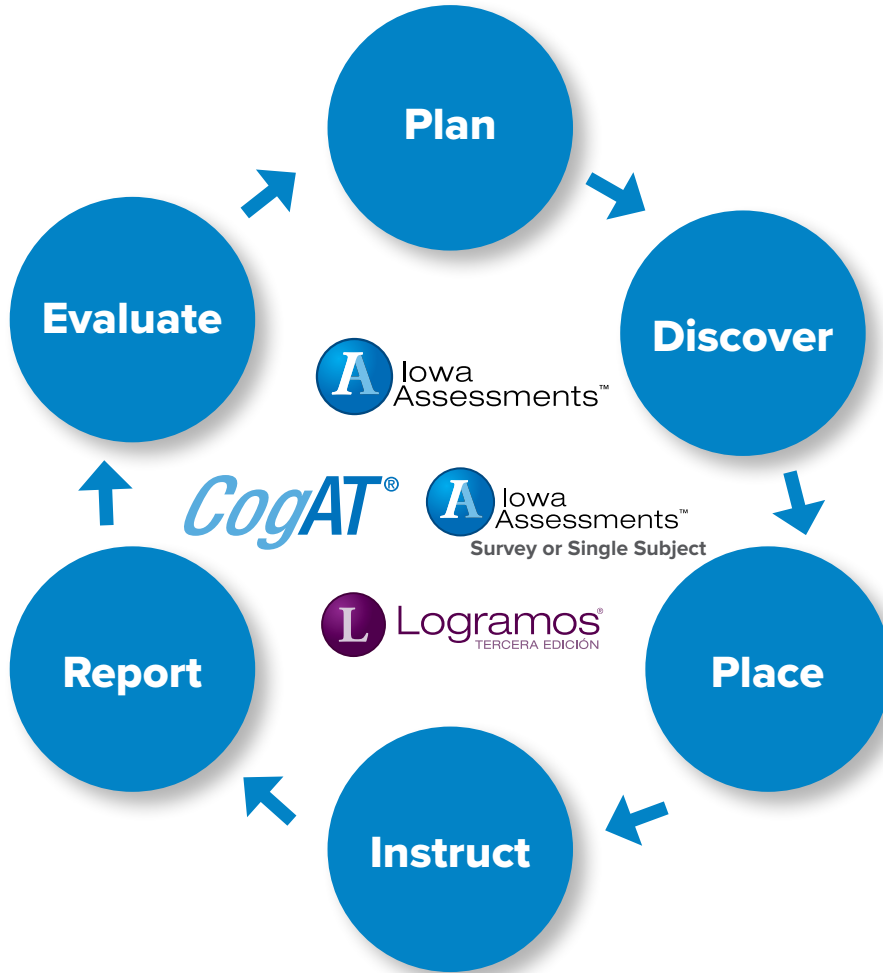 Plan
Evaluate
Discover
A Iowa
Assessments™
CogAT®
A Iowa
Assessments™
Survey or Single Subject
L Logramos®
TERCERA EDICIÓN
Report
Place
Instruct